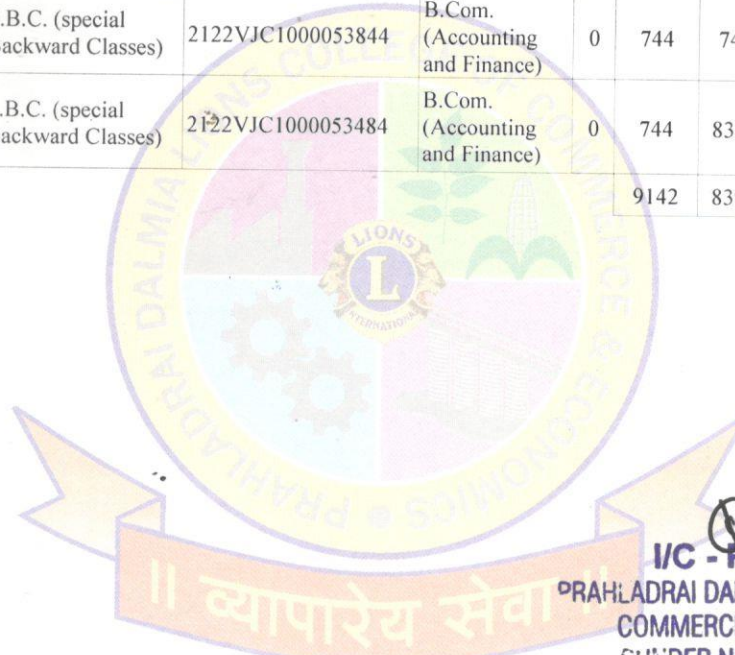 .B.C. (special
ackward Classes)
2122VJC1000053844
B.Com.
(Accounting
and Finance)
0
744
.B.C. (special
ackward Classes)
2122VJC1000053484
B.Com.
(Accounting
and Finance)
0
744
83
9142
83
PRAHLADRAI DALMIA LIONS COLLEGE OF COMMERCE & ECONOMICS
LIONS
L
INTERNATIONAL
|| व्यापारेय सेवा ||
I/C -
PRAHLADRAI DA
COMMERC
SUNDER N